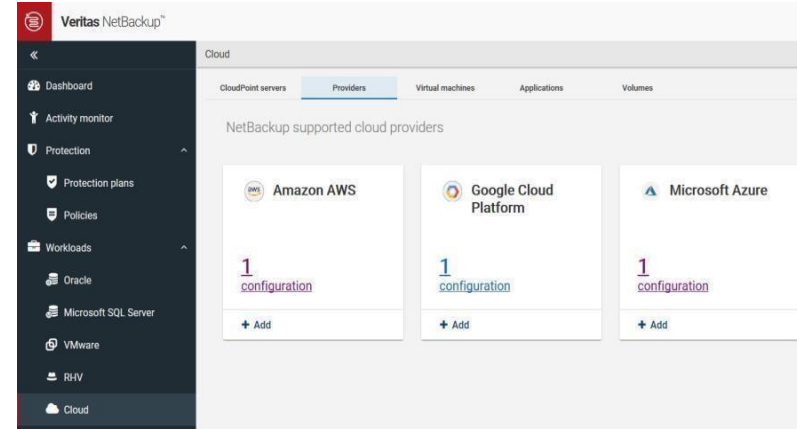 Veritas NetBackup™
Cloud
Dashboard
Activity monitor
Protection
Protection plans
Policies
Workloads
Oracle
Microsoft SQL Server
VMware
RHV
Cloud
CloudPoint servers Providers Virtual machines Applications Volumes
NetBackup supported cloud providers
aws Amazon AWS
1
configuration
+ Add
Google Cloud
Platform
1
configuration
+ Add
Microsoft Azure
1
configuration
+ Add